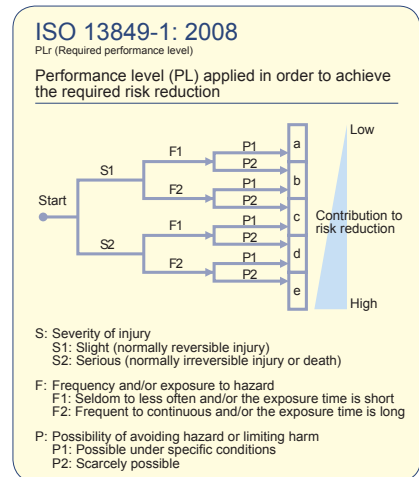 ISO 13849-1: 2008
PLr (Required performance level)
Performance level (PL) applied in order to achieve
the required risk reduction
Start
S1
S2
F1
F2
F1
F2
P1
P2
P1
P2
P1
P2
P1
P2
a
b
c
d
e
Low
Contribution to
risk reduction
High
S: Severity of injury
S1: Slight (normally reversible injury)
S2: Serious (normally irreversible injury or death)
F: Frequency and/or exposure to hazard
F1: Seldom to less often and/or the exposure time is short
F2: Frequent to continuous and/or the exposure time is long
P: Possibility of avoiding hazard or limiting harm
P1: Possible under specific conditions
P2: Scarcely possible